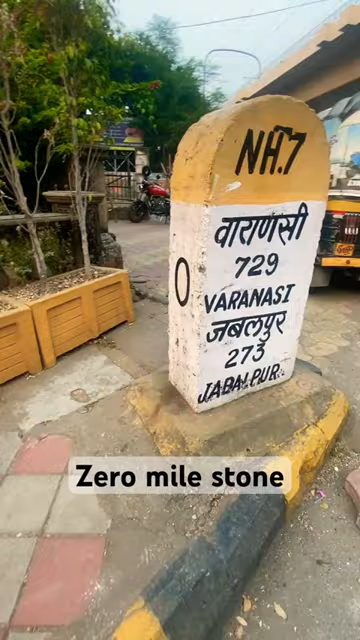 NH.7
वाराणसी
729
VARANASI
जबलपुर
273
JABALPUR
0
Zero mile stone